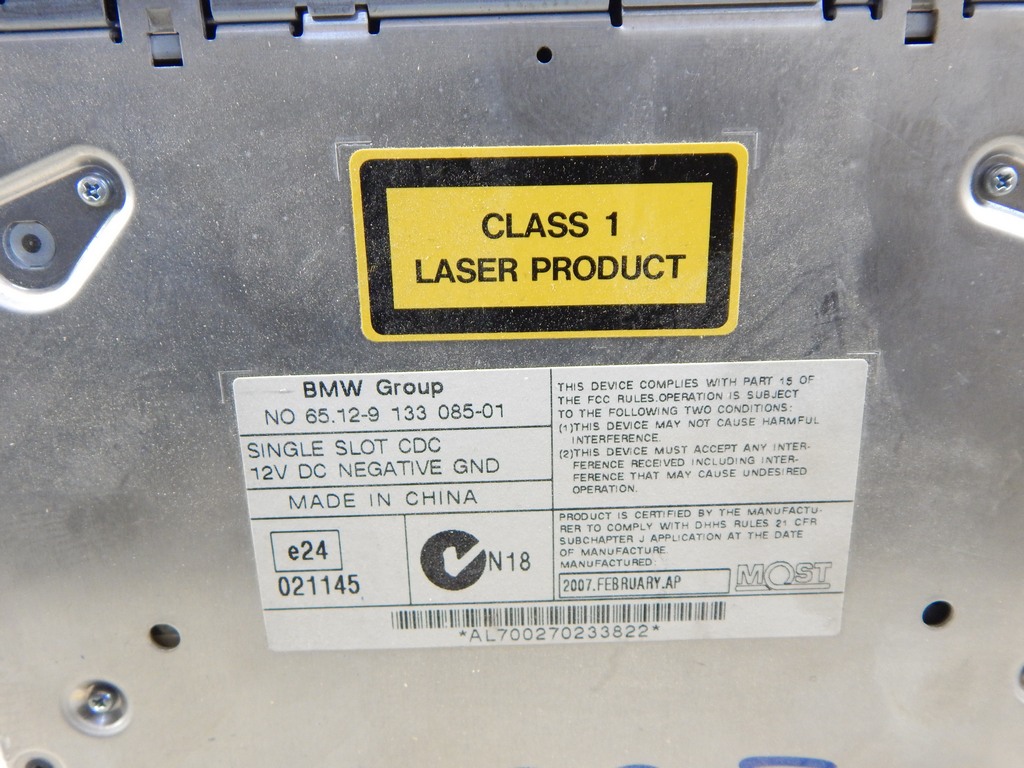 CLASS 1
LASER PRODUCT
BMW Group
NO 65.12-9 133 085-01
SINGLE SLOT CDC
12V DC NEGATIVE GND
MADE IN CHINA
e24
021145
N18
THIS DEVICE COMPLIES WITH PART 15 OF
THE FCC RULES.OPERATION IS SUBJECT
TO THE FOLLOWING TWO CONDITIONS:
(1)THIS DEVICE MAY NOT CAUSE HARMFUL
INTERFERENCE.
(2)THIS DEVICE MUST ACCEPT ANY INTER-
FERENCE RECEIVED INCLUDING INTER-
FERENCE THAT MAY CAUSE UNDESIRED
OPERATION.
PRODUCT IS CERTIFIED BY THE MANUFACTU-
RER TO COMPLY WITH DHHS RULES 21 CFR
SUBCHAPTER J APPLICATION AT THE DATE
OF MANUFACTURE.
MANUFACTURED:
2007.FEBRUARY.AP
MOST
*AL700270233822*